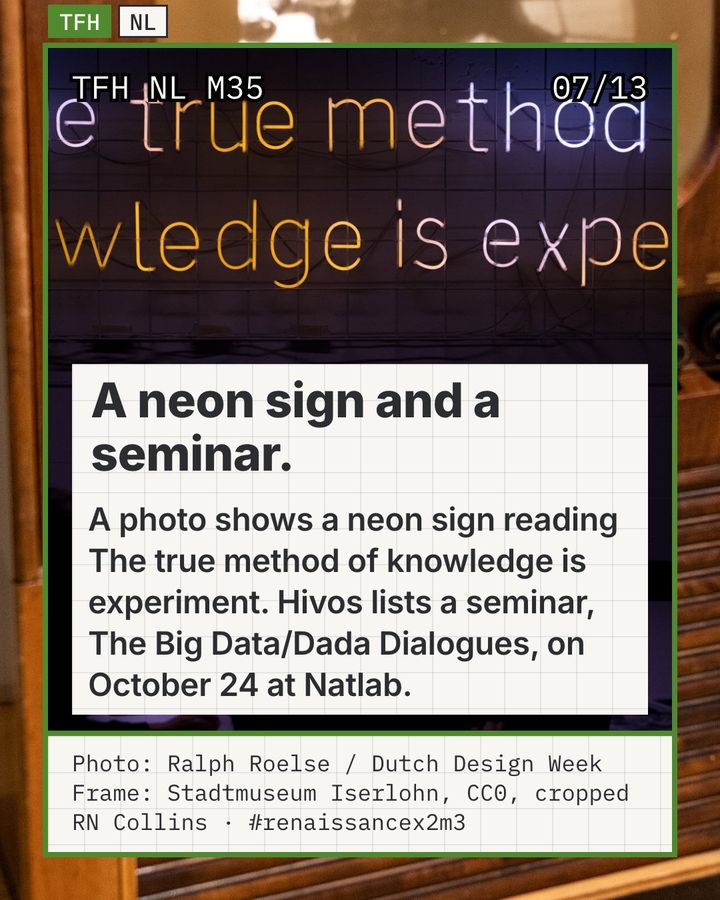 TFH NL
TFH NL M35 07/13
e true method
wledge is expe
A neon sign and a
seminar.
A photo shows a neon sign reading
The true method of knowledge is
experiment. Hivos lists a seminar,
The Big Data/Dada Dialogues, on
October 24 at Natlab.
Photo: Ralph Roelse / Dutch Design Week
Frame: Stadtmuseum Iserlohn, CC0, cropped
RN Collins · #renaissancex2m3